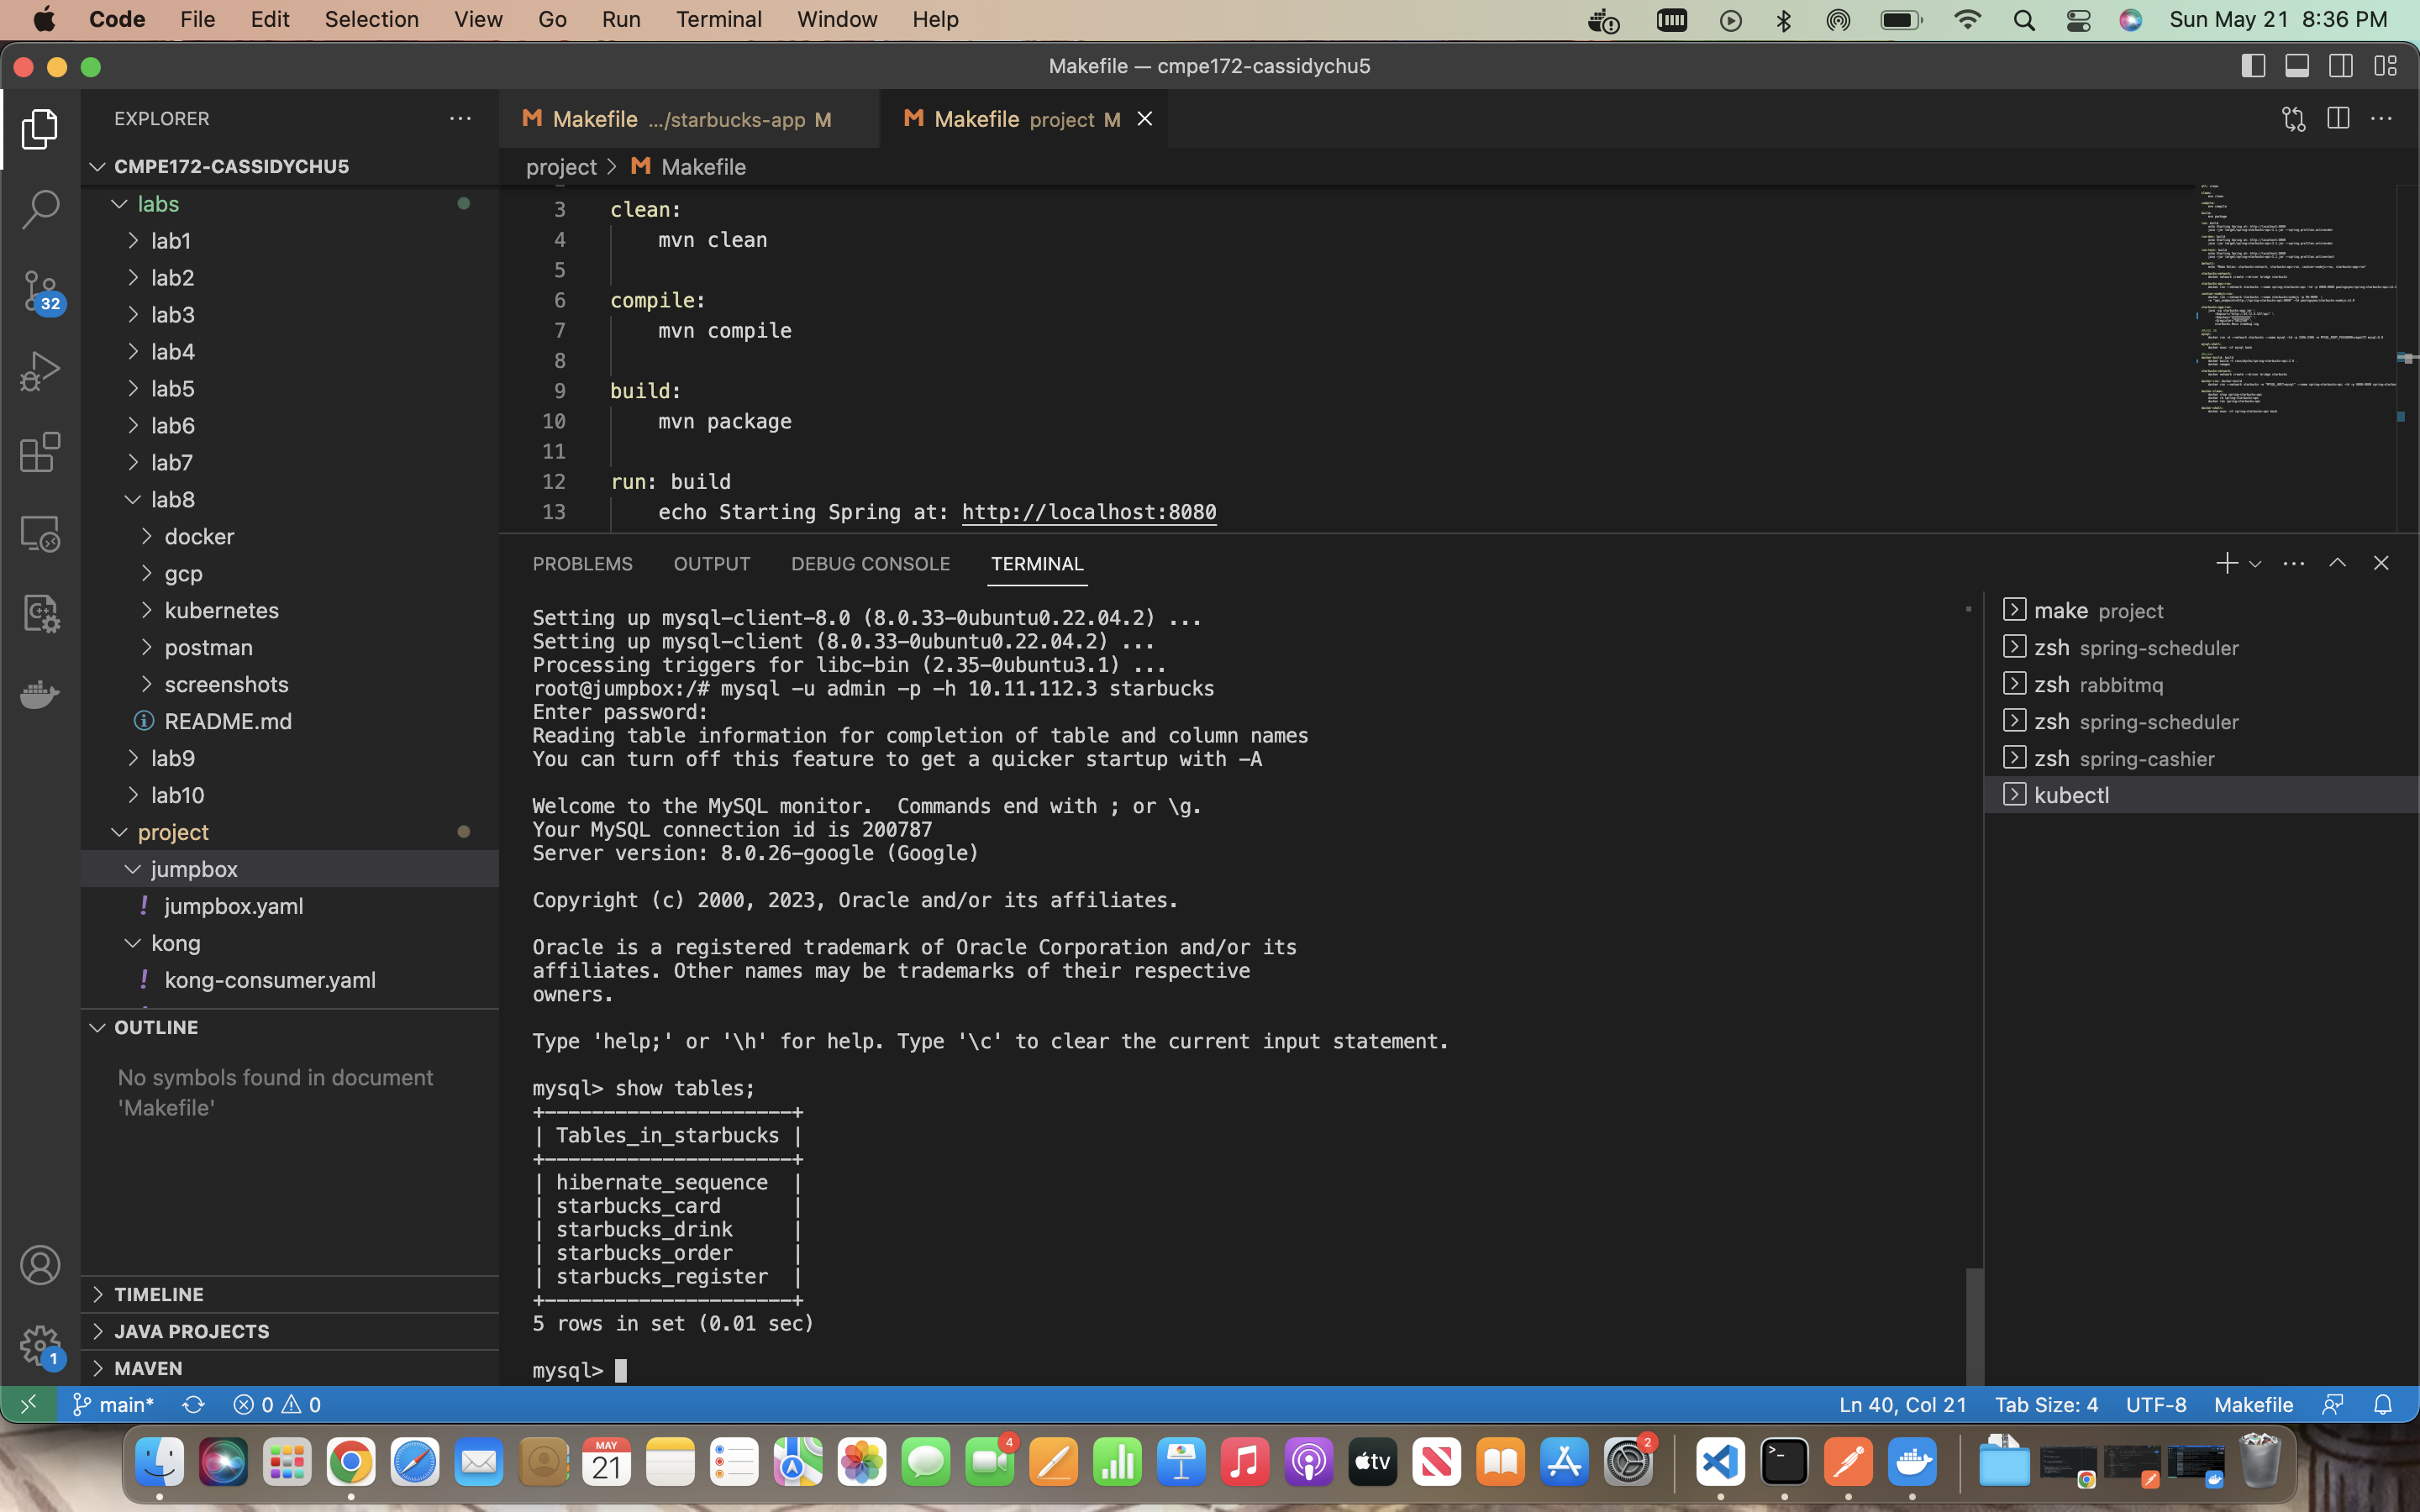 Code File Edit Selection View Go Run Terminal Window Help Sun May 21 8:36 PM
Makefile — cmpe172-cassidychu5
EXPLORER
CMPE172-CASSIDYCHU5
labs
lab1
lab2
lab3
lab4
lab5
lab6
lab7
lab8
docker
gcp
kubernetes
postman
screenshots
README.md
lab9
lab10
project
jumpbox
jumpbox.yaml
kong
kong-consumer.yaml
OUTLINE
No symbols found in document
'Makefile'
TIMELINE
JAVA PROJECTS
MAVEN
32
1
Makefile .../starbucks-app M
Makefile project M
project > Makefile
3 clean:
4 mvn clean
5
6 compile:
7 mvn compile
8
9 build:
10 mvn package
11
12 run: build
13 echo Starting Spring at: http://localhost:8080
PROBLEMS OUTPUT DEBUG CONSOLE TERMINAL
Setting up mysql-client-8.0 (8.0.33-0ubuntu0.22.04.2) ...
Setting up mysql-client (8.0.33-0ubuntu0.22.04.2) ...
Processing triggers for libc-bin (2.35-0ubuntu3.1) ...
root@jumpbox:/# mysql -u admin -p -h 10.11.112.3 starbucks
Enter password:
Reading table information for completion of table and column names
You can turn off this feature to get a quicker startup with -A
Welcome to the MySQL monitor.  Commands end with ; or \g.
Your MySQL connection id is 200787
Server version: 8.0.26-google (Google)
Copyright (c) 2000, 2023, Oracle and/or its affiliates.
Oracle is a registered trademark of Oracle Corporation and/or its
affiliates. Other names may be trademarks of their respective
owners.
Type 'help;' or '\h' for help. Type '\c' to clear the current input statement.
mysql> show tables;
+---------------------+
| Tables_in_starbucks |
+---------------------+
| hibernate_sequence  |
| starbucks_card      |
| starbucks_drink     |
| starbucks_order     |
| starbucks_register  |
+---------------------+
5 rows in set (0.01 sec)
mysql>
make project
zsh spring-scheduler
zsh rabbitmq
zsh spring-scheduler
zsh spring-cashier
kubectl
main* 0 0 Ln 40, Col 21 Tab Size: 4 UTF-8 Makefile
MAY
21
4
tv
2